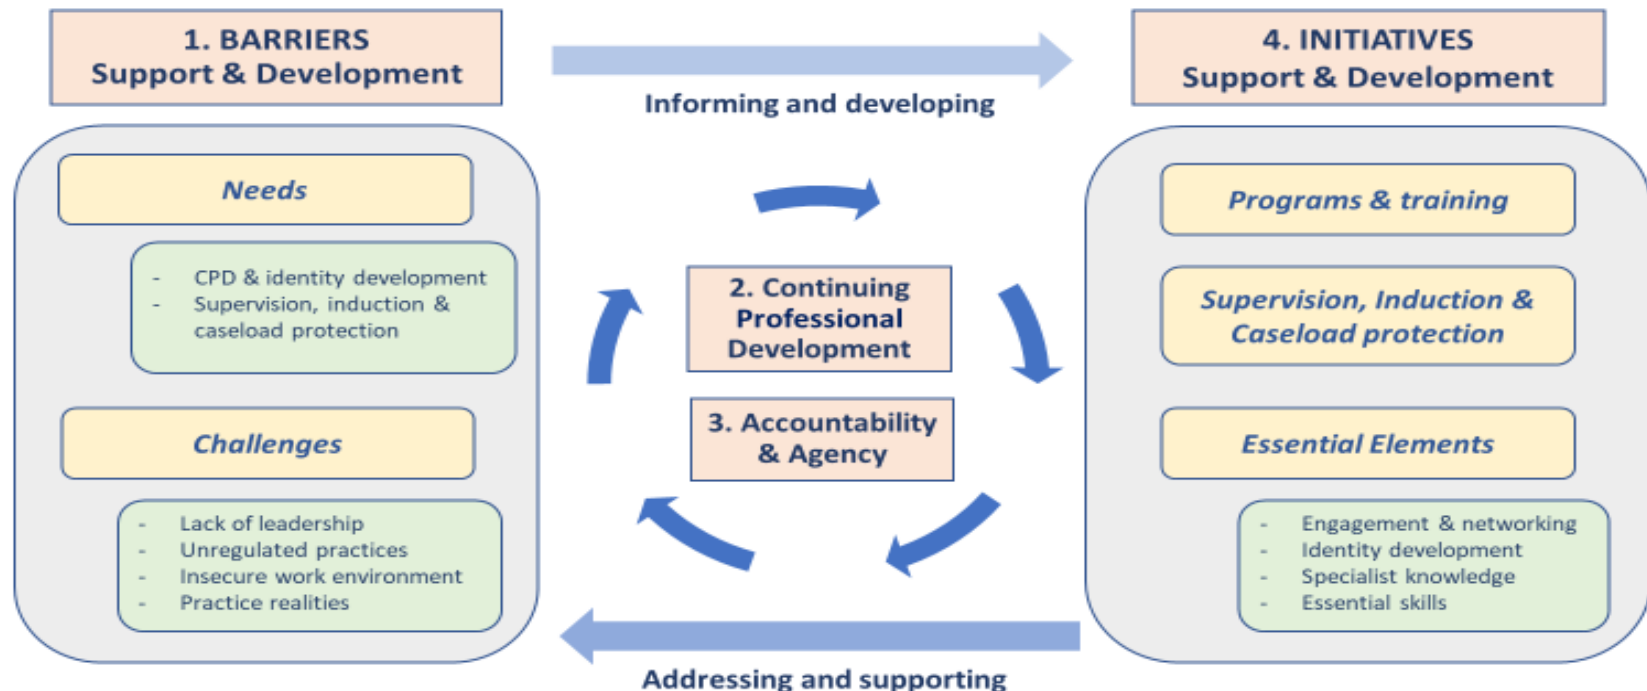 1. BARRIERS
Support & Development
Needs
- CPD & identity development
- Supervision, induction &
caseload protection
Challenges
- Lack of leadership
- Unregulated practices
- Insecure work environment
- Practice realities
Informing and developing
2. Continuing
Professional
Development
3. Accountability
& Agency
Addressing and supporting
4. INITIATIVES
Support & Development
Programs & training
Supervision, Induction &
Caseload protection
Essential Elements
- Engagement & networking
- Identity development
- Specialist knowledge
- Essential skills